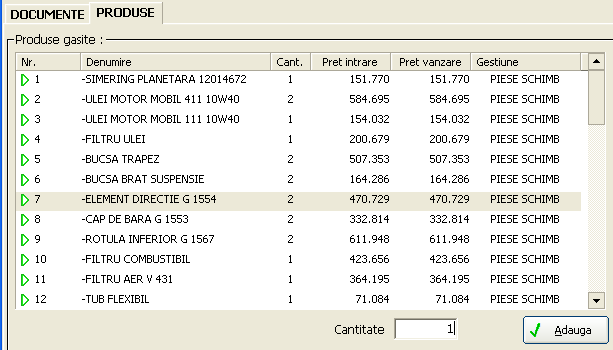 DOCUMENTE PRODUSE
Produse gasite :
Nr. Denumire Cant. Pret intrare Pret vanzare Gestiune
1 -SIMERING PLANETARA 12014672 1 151.770 151.770 PIESE SCHIMB
2 -ULEI MOTOR MOBIL 411 10W40 2 584.695 584.695 PIESE SCHIMB
3 -ULEI MOTOR MOBIL 111 10W40 1 154.032 154.032 PIESE SCHIMB
4 -FILTRU ULEI 1 200.679 200.679 PIESE SCHIMB
5 -BUCSA TRAPEZ 2 507.353 507.353 PIESE SCHIMB
6 -BUCSA BRAT SUSPENSIE 2 164.286 164.286 PIESE SCHIMB
7 -ELEMENT DIRECTIE G 1554 2 470.729 470.729 PIESE SCHIMB
8 -CAP DE BARA G 1553 2 332.814 332.814 PIESE SCHIMB
9 -ROTULA INFERIOR G 1567 2 611.948 611.948 PIESE SCHIMB
10 -FILTRU COMBUSTIBIL 1 423.656 423.656 PIESE SCHIMB
11 -FILTRU AER V 431 1 364.195 364.195 PIESE SCHIMB
12 -TUB FLEXIBIL 1 71.084 71.084 PIESE SCHIMB
Cantitate 1 Adauga